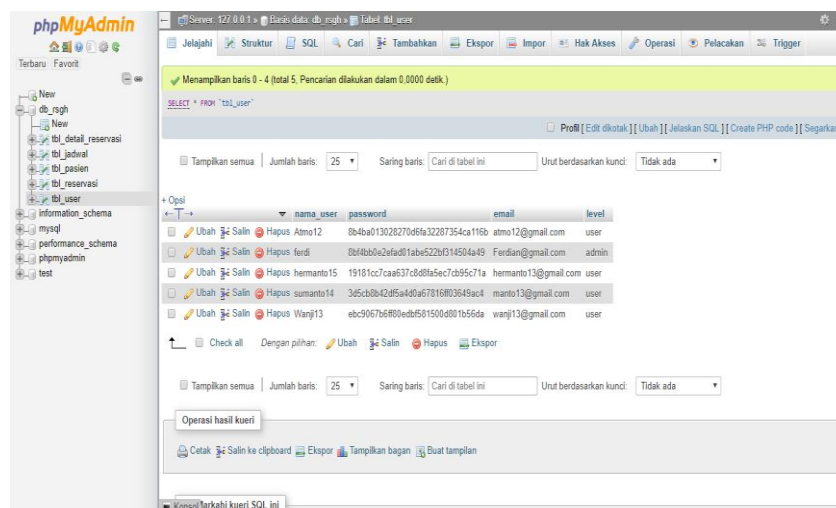 phpMyAdmin
Terbaru Favorit
New
db_rsgh
New
tbl_detail_reservasi
tbl_jadwal
tbl_pasien
tbl_reservasi
tbl_user
information_schema
mysql
performance_schema
phpmyadmin
test
Server: 127.0.0.1 » Basis data: db_rsgh » Tabel: tbl_user
Jelajahi Struktur SQL Cari Tambahkan Ekspor Impor Hak Akses Operasi Pelacakan Trigger
Menampilkan baris 0 - 4 (total 5, Pencarian dilakukan dalam 0,0000 detik.)
SELECT * FROM `tbl_user`
Profil [ Edit dikotak ] [ Ubah ] [ Jelaskan SQL ] [ Create PHP code ] [ Segarkan
Tampilkan semua | Jumlah baris: 25 Saring baris: Cari di tabel ini Urut berdasarkan kunci: Tidak ada
+ Opsi
←T→ nama_user password email level
Ubah Salin Hapus Atmo12 8b4ba013028270d6fa32287354ca116b atmo12@gmail.com user
Ubah Salin Hapus ferdi 8bf4bb0e2efad01abe522bf314504a49 Ferdian@gmail.com admin
Ubah Salin Hapus hermanto15 19181cc7caa637c8d8fa5ec7cb95c71a hermanto13@gmail.com user
Ubah Salin Hapus sumanto14 3d5cb8b42df5a4d0a67816ff03649ac4 manto13@gmail.com user
Ubah Salin Hapus Wanji13 ebc9067b6ff80edbf581500d801b56da wanji13@gmail.com user
Check all Dengan pilihan: Ubah Salin Hapus Ekspor
Tampilkan semua | Jumlah baris: 25 Saring baris: Cari di tabel ini Urut berdasarkan kunci: Tidak ada
Operasi hasil kueri
Cetak Salin ke clipboard Ekspor Tampilkan bagan Buat tampilan
Konsol Markahi kueri SQL ini